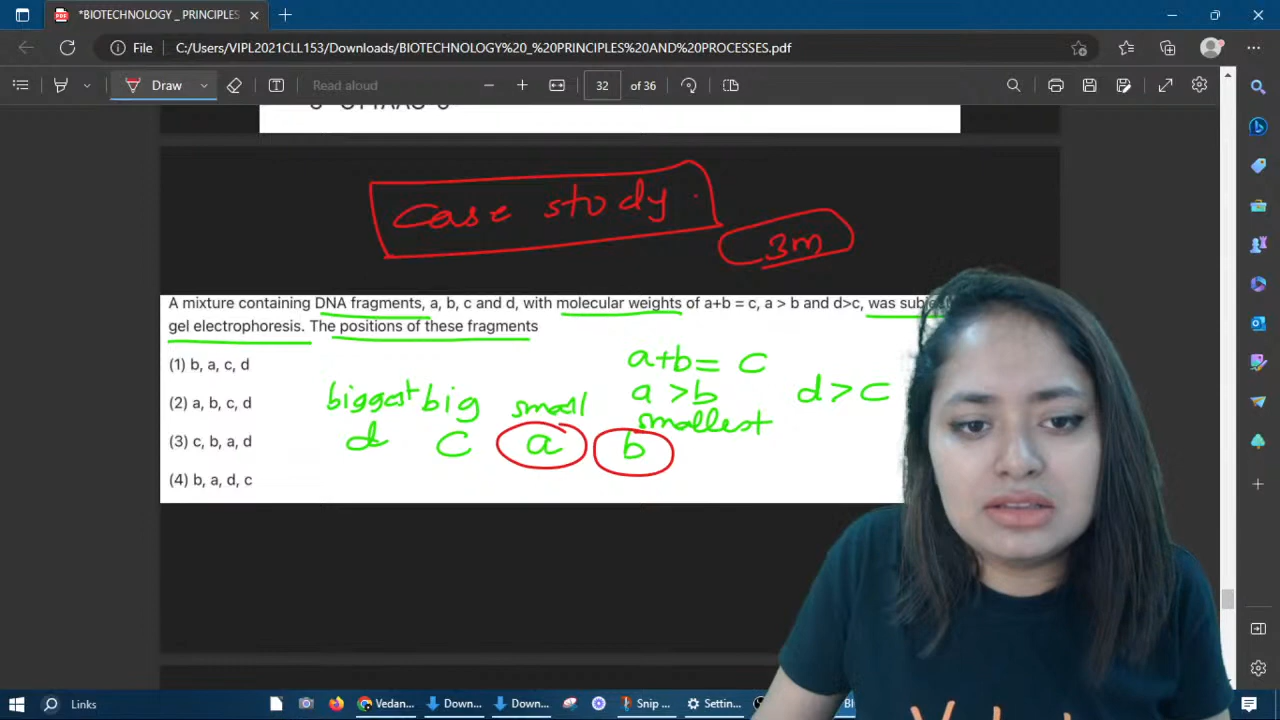 *BIOTECHNOLOGY _ PRINCIPLES
File C:/Users/VIPL2021CLL153/Downloads/BIOTECHNOLOGY%20_%20PRINCIPLES%20AND%20PROCESSES.pdf
Draw Read aloud 32 of 36
case study
3m
A mixture containing DNA fragments, a, b, c and d, with molecular weights of a+b = c, a > b and d>c, was
gel electrophoresis. The positions of these fragments
(1) b, a, c, d
(2) a, b, c, d
(3) c, b, a, d
(4) b, a, d, c
a+b= c
a >b d > c
biggest big small smallest
d c a b
Links Vedan Down ... Down ... Snip ... Settin...